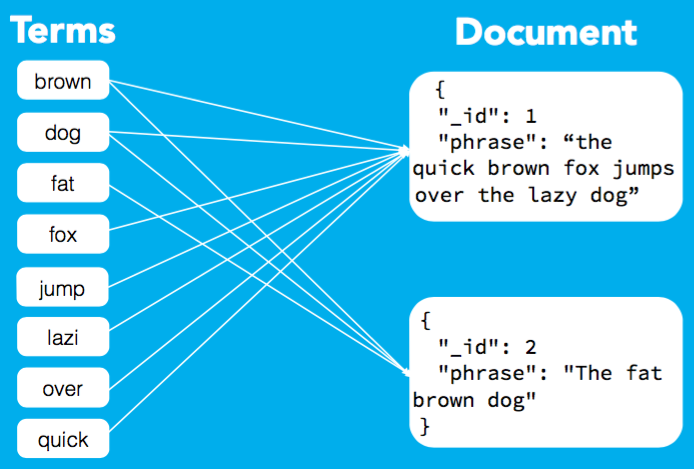 Terms
brown
dog
fat
fox
jump
lazi
over
quick
Document
{
"_id": 1
"phrase": “the
quick brown fox jumps
over the lazy dog”
{
"_id": 2
"phrase": "The fat
brown dog"
}